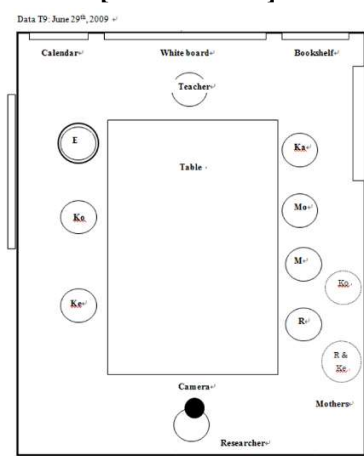 Data T9: June 29th, 2009
Calendar White board Bookshelf
Teacher
E
Ka
Table
Ko
Mo
M
Ko
Ke
R
R &
Ke
Camera
Mothers
Researcher